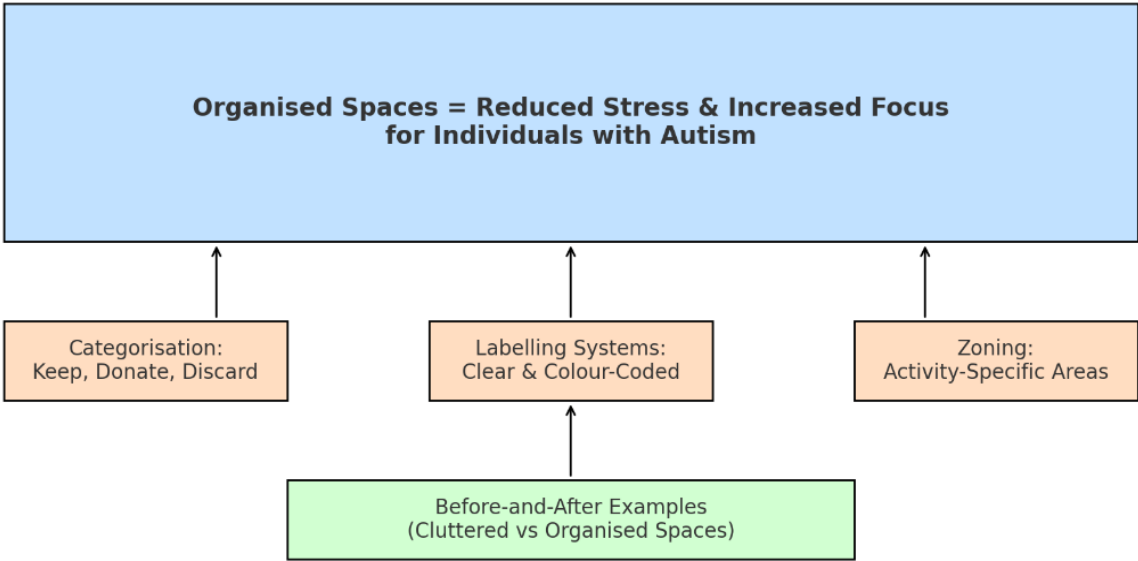 Organised Spaces = Reduced Stress & Increased Focus
for Individuals with Autism
Categorisation:
Keep, Donate, Discard
Labelling Systems:
Clear & Colour-Coded
Zoning:
Activity-Specific Areas
Before-and-After Examples
(Cluttered vs Organised Spaces)